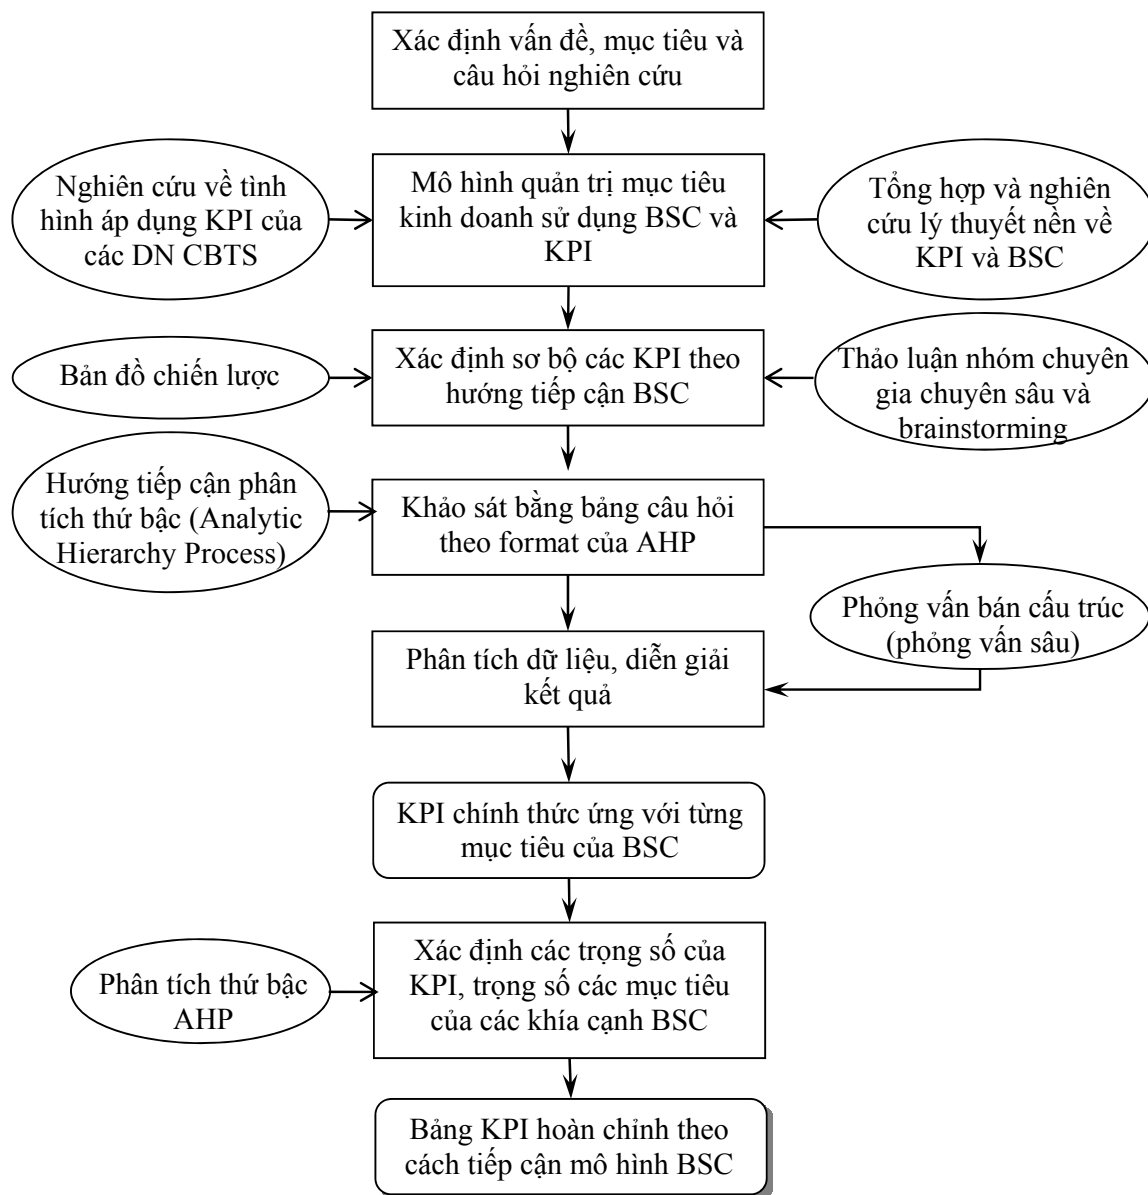 Xác định vấn đề, mục tiêu và
câu hỏi nghiên cứu
Nghiên cứu về tình
hình áp dụng KPI của
các DN CBTS
Mô hình quản trị mục tiêu
kinh doanh sử dụng BSC và
KPI
Tổng hợp và nghiên
cứu lý thuyết nền về
KPI và BSC
Bản đồ chiến lược
Xác định sơ bộ các KPI theo
hướng tiếp cận BSC
Thảo luận nhóm chuyên
gia chuyên sâu và
brainstorming
Hướng tiếp cận phân
tích thứ bậc (Analytic
Hierarchy Process)
Khảo sát bằng bảng câu hỏi
theo format của AHP
Phỏng vấn bán cấu trúc
(phỏng vấn sâu)
Phân tích dữ liệu, diễn giải
kết quả
KPI chính thức ứng với từng
mục tiêu của BSC
Phân tích thứ bậc
AHP
Xác định các trọng số của
KPI, trọng số các mục tiêu
của các khía cạnh BSC
Bảng KPI hoàn chỉnh theo
cách tiếp cận mô hình BSC